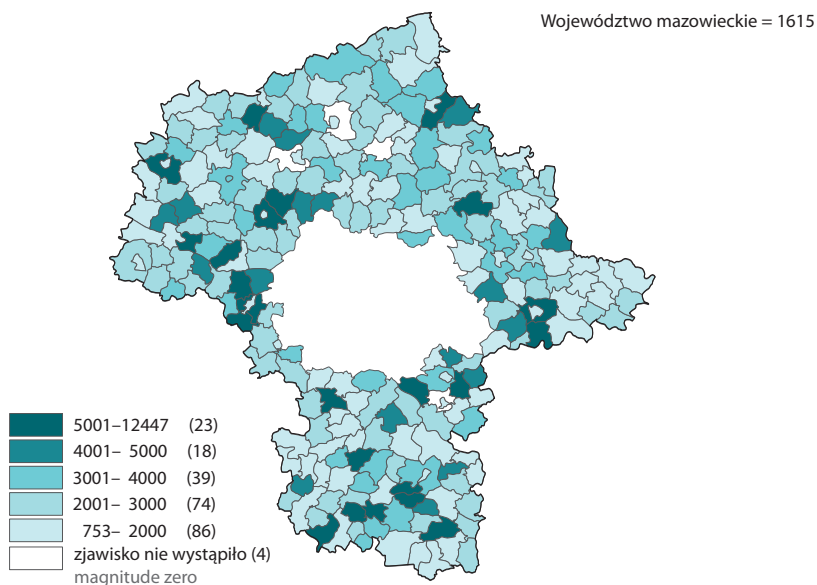 Województwo mazowieckie = 1615
5001–12447 (23)
4001– 5000 (18)
3001– 4000 (39)
2001– 3000 (74)
753– 2000 (86)
zjawisko nie wystąpiło (4)
magnitude zero